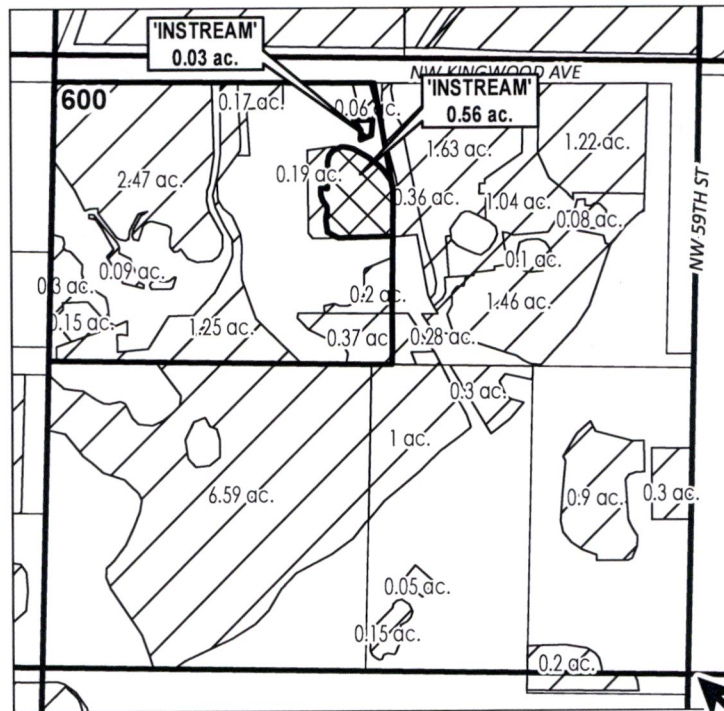 'INSTREAM'
0.03 ac.
NW KINGWOOD AVE
600
0.17 ac.
0.06 ac.
'INSTREAM'
0.56 ac.
1.63 ac.
1.22 ac.
2.47 ac.
0.19 ac.
0.36 ac.
1.04 ac.
0.08 ac.
NW 59TH ST
0.09 ac.
0.1 ac.
0.3 ac.
0.2 ac.
1.46 ac.
0.15 ac.
1.25 ac.
0.37 ac
0.28 ac.
0.3 ac.
1 ac.
6.59 ac.
0.9 ac.
0.3 ac.
0.05 ac.
0.15 ac.
0.2 ac.